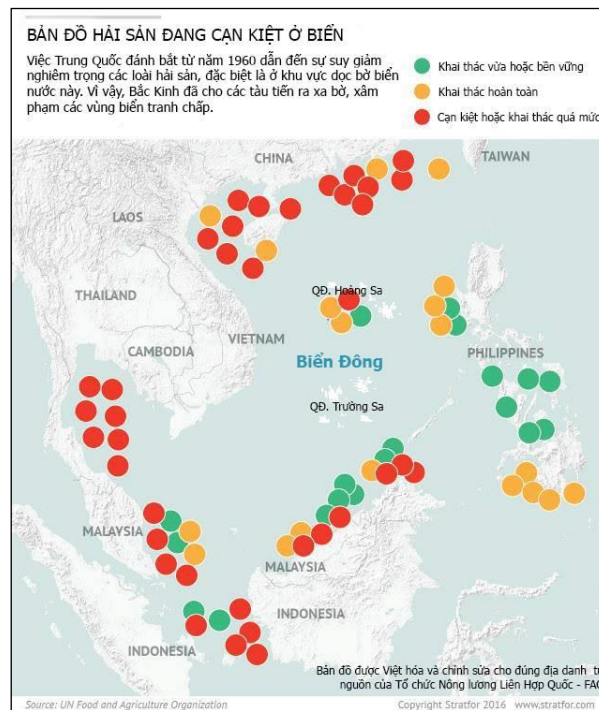 BẢN ĐỒ HẢI SẢN ĐANG CẠN KIỆT Ở BIỂN
Việc Trung Quốc đánh bắt từ năm 1960 dẫn đến sự suy giảm
nghiêm trọng các loài hải sản, đặc biệt là ở khu vực dọc bờ biển
nước này. Vì vậy, Bắc Kinh đã cho các tàu tiến ra xa bờ, xâm
phạm các vùng biển tranh chấp.
Khai thác vừa hoặc bền vững
Khai thác hoàn toàn
Cạn kiệt hoặc khai thác quá mức
CHINA
TAIWAN
LAOS
QĐ. Hoàng Sa
THAILAND
VIETNAM
CAMBODIA
Biển Đông
PHILIPPINES
QĐ. Trường Sa
MALAYSIA
MALAYSIA
INDONESIA
INDONESIA
Bản đồ được Việt hóa và chỉnh sửa cho đúng địa danh
nguồn của Tổ chức Nông lương Liên Hợp Quốc - FAO
Source: UN Food and Agriculture Organization
Copyright Stratfor 2016 www.stratfor.com